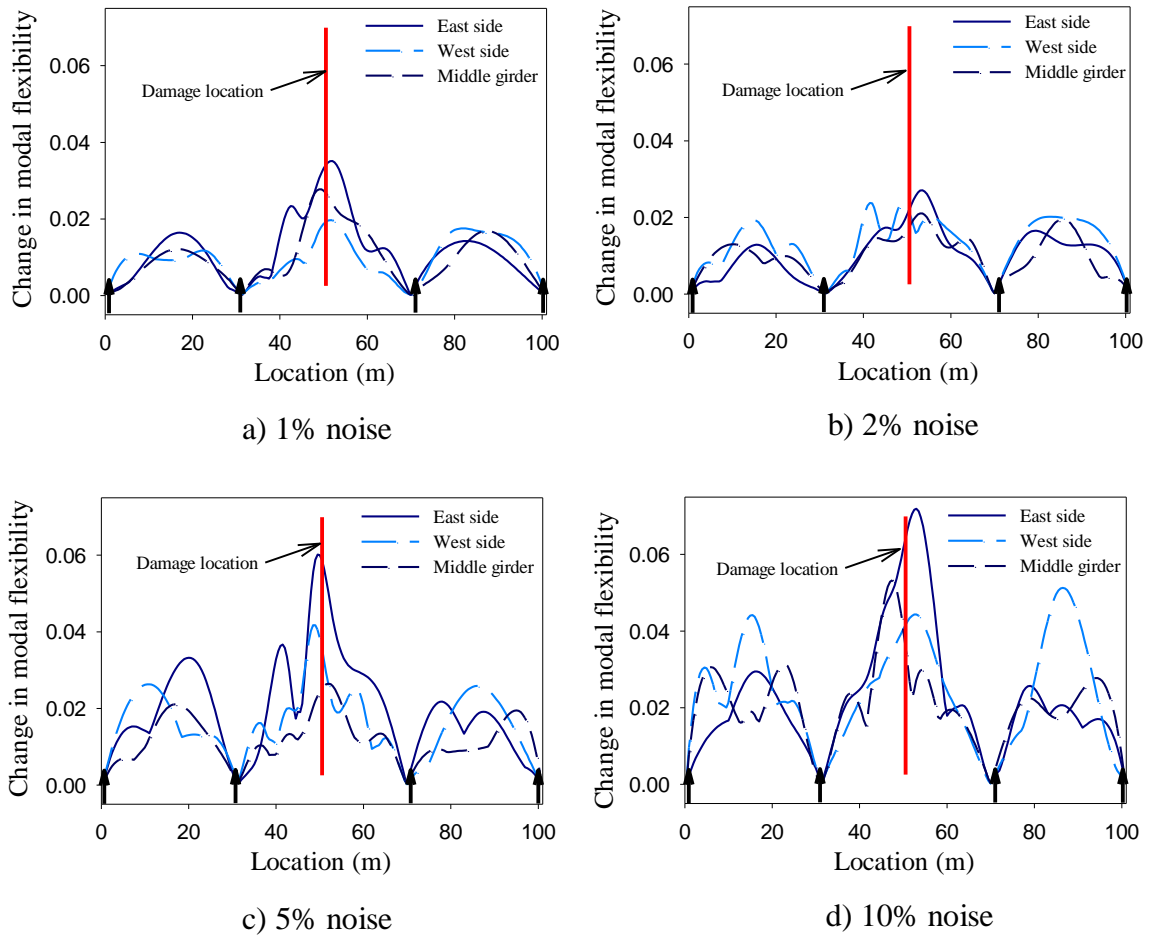 Change in modal flexibility
0.06
0.04
0.02
0.00
East side
West side
Middle girder
Damage location
0 20 40 60 80 100
Location (m)
a) 1% noise
Change in modal flexibility
0.06
0.04
0.02
0.00
East side
West side
Middle girder
Damage location
0 20 40 60 80 100
Location (m)
b) 2% noise
Change in modal flexibility
0.06
0.04
0.02
0.00
East side
West side
Middle girder
Damage location
0 20 40 60 80 100
Location (m)
c) 5% noise
Change in modal flexibility
0.06
0.04
0.02
0.00
East side
West side
Middle girder
Damage location
0 20 40 60 80 100
Location (m)
d) 10% noise